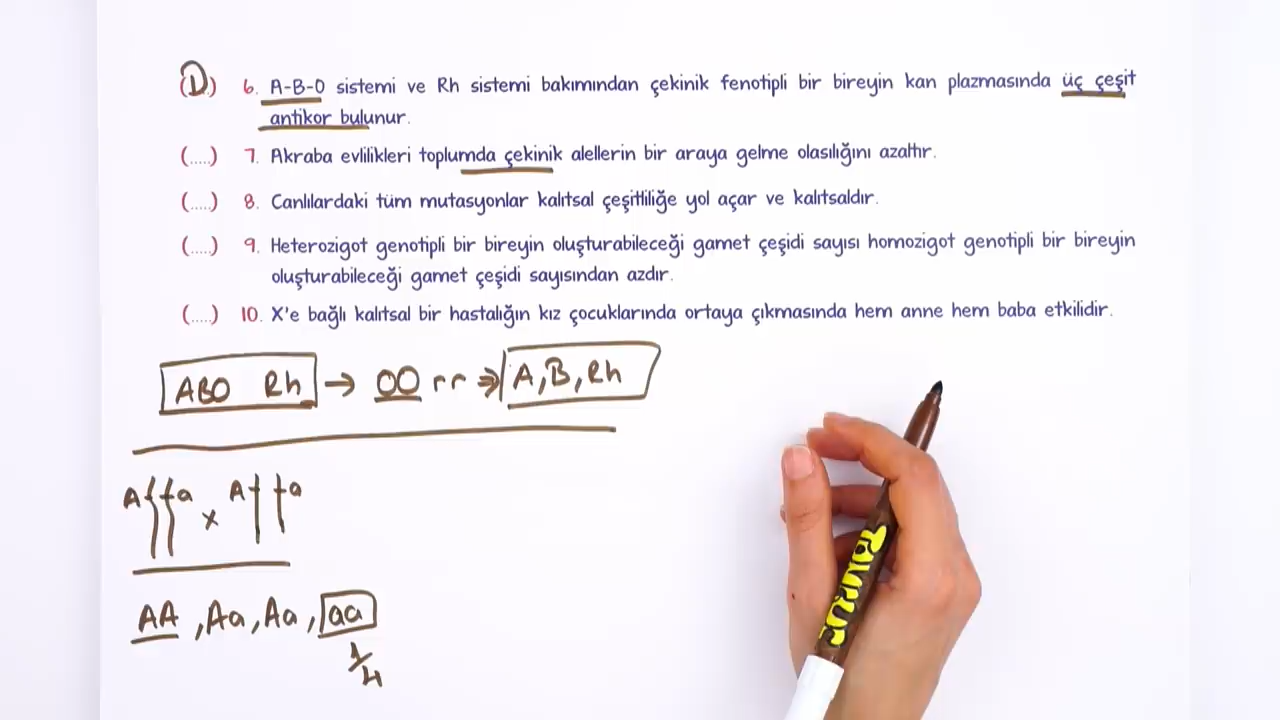 (D.) 6. A-B-0 sistemi ve Rh sistemi bakımından çekinik fenotipli bir bireyin kan plazmasında üç çeşit
antikor bulunur.
(.....) 7. Akraba evlilikleri toplumda çekinik alellerin bir araya gelme olasılığını azaltır.
(.....) 8. Canlılardaki tüm mutasyonlar kalıtsal çeşitliliğe yol açar ve kalıtsaldır.
(.....) 9. Heterozigot genotipli bir bireyin oluşturabileceği gamet çeşidi sayısı homozigot genotipli bir bireyin
oluşturabileceği gamet çeşidi sayısından azdır.
(.....) 10. X'e bağlı kalıtsal bir hastalığın kız çocuklarında ortaya çıkmasında hem anne hem baba etkilidir.
ABO Rh → OO rr ⇒ A, B, Rh
A a x A a
AA, Aa, Aa, aa
1/4